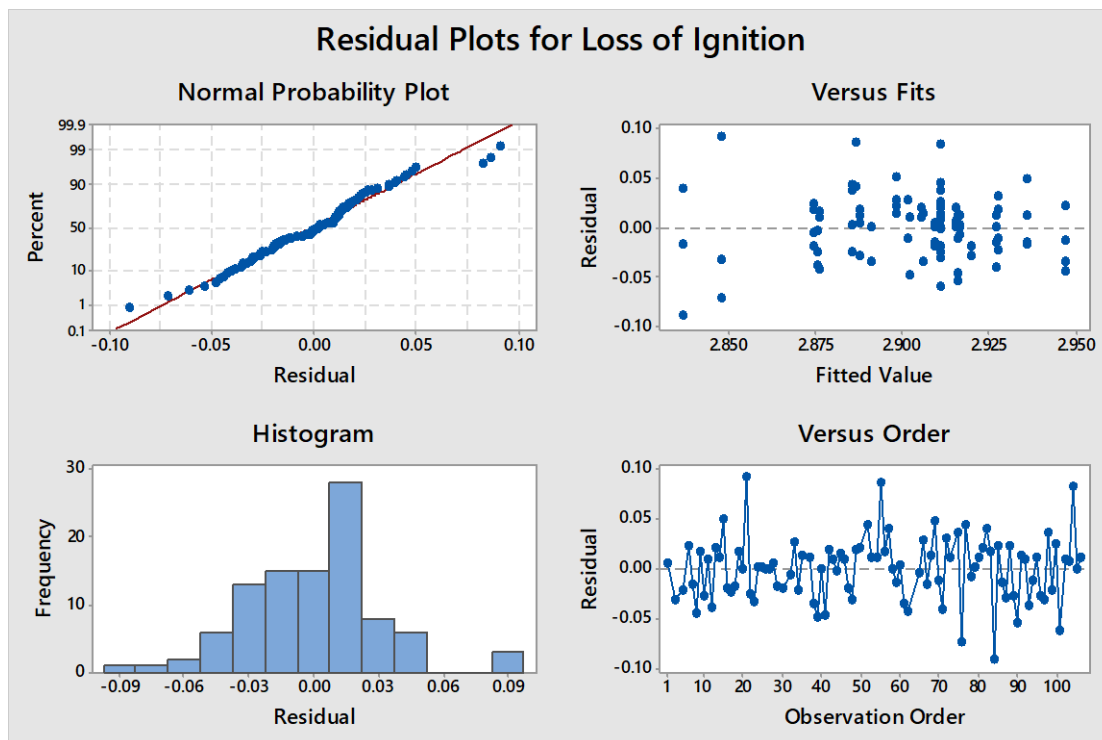 Residual Plots for Loss of Ignition
Normal Probability Plot
99.9
99
90
50
10
1
0.1
Percent
-0.10 -0.05 0.00 0.05 0.10
Residual
Versus Fits
0.10
0.05
0.00
-0.05
-0.10
Residual
2.850 2.875 2.900 2.925 2.950
Fitted Value
Histogram
30
20
10
0
Frequency
-0.09 -0.06 -0.03 0.00 0.03 0.06 0.09
Residual
Versus Order
0.10
0.05
0.00
-0.05
-0.10
Residual
1 10 20 30 40 50 60 70 80 90 100
Observation Order